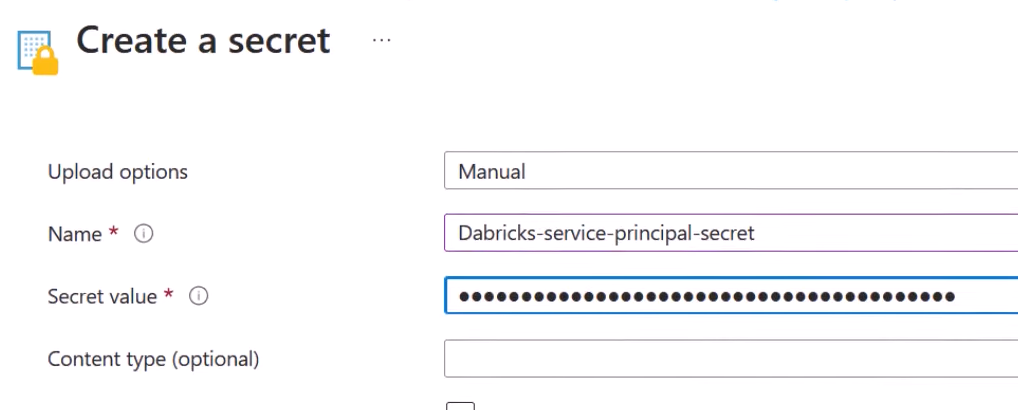 Create a secret ...
Upload options Manual
Name * Dabricks-service-principal-secret
Secret value * ●●●●●●●●●●●●●●●●●●●●●●●●●●●●●●●●●●●●●●●●
Content type (optional)